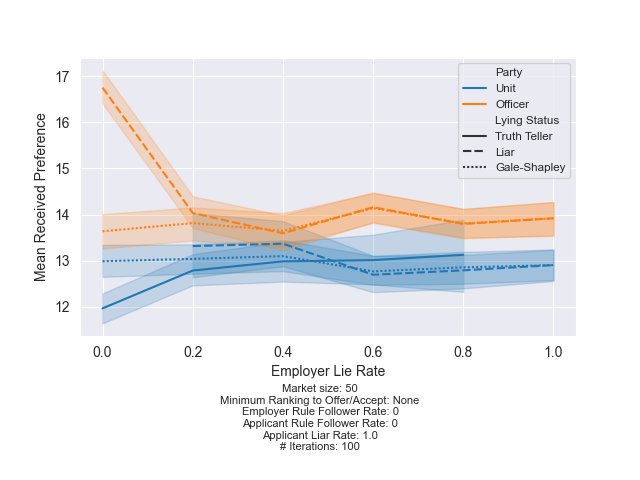 17
16
15
14
13
12
Mean Received Preference
Party
Unit
Officer
Lying Status
Truth Teller
Liar
Gale-Shapley
0.0 0.2 0.4 0.6 0.8 1.0
Employer Lie Rate
Market size: 50
Minimum Ranking to Offer/Accept: None
Employer Rule Follower Rate: 0
Applicant Rule Follower Rate: 0
Applicant Liar Rate: 1.0
# Iterations: 100